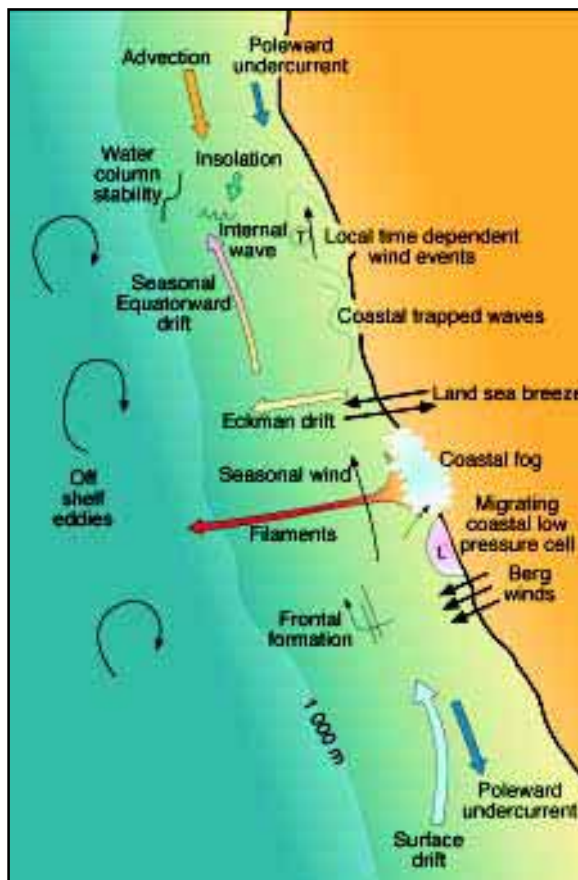 Advection
Poleward
undercurrent
Water
column
stability
Insolation
Internal
wave
T
Local time dependent
wind events
Seasonal
Equatorward
drift
Coastal trapped waves
Land sea breeze
Eckman drift
Off
shelf
eddies
Seasonal wind
Coastal fog
Filaments
Migrating
coastal low
pressure cell
L
Berg
winds
Frontal
formation
1 000 m
Poleward
undercurrent
Surface
drift